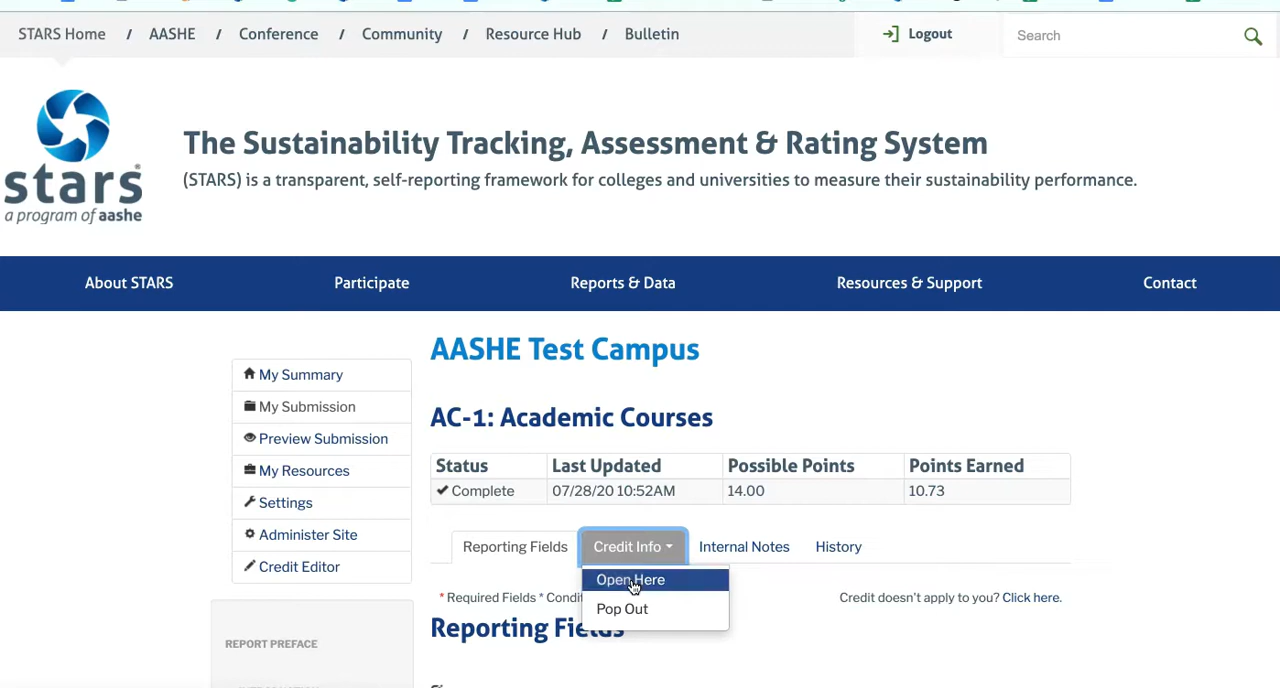 STARS Home / AASHE / Conference / Community / Resource Hub / Bulletin Logout Search
stars
a program of aashe
The Sustainability Tracking, Assessment & Rating System
(STARS) is a transparent, self-reporting framework for colleges and universities to measure their sustainability performance.
About STARS Participate Reports & Data Resources & Support Contact
My Summary
My Submission
Preview Submission
My Resources
Settings
Administer Site
Credit Editor
REPORT PREFACE
AASHE Test Campus
AC-1: Academic Courses
Status Last Updated Possible Points Points Earned
Complete 07/28/20 10:52AM 14.00 10.73
Reporting Fields Credit Info Internal Notes History
Open Here
Pop Out
* Required Fields * Condi Credit doesn't apply to you? Click here.
Reporting Fields